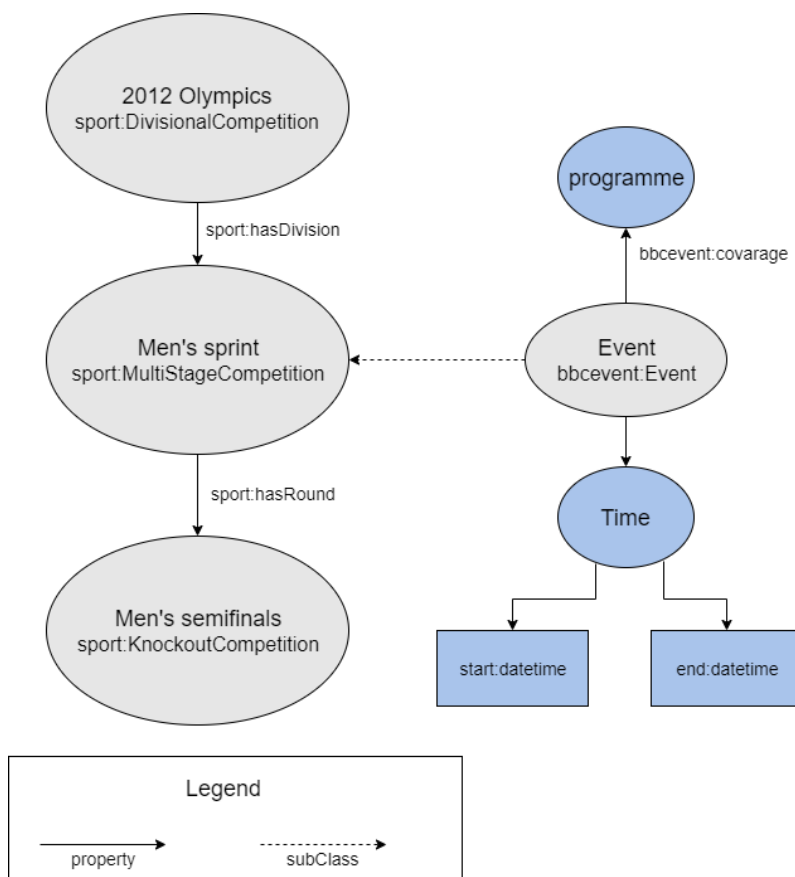 2012 Olympics
sport:DivisionalCompetition
sport:hasDivision
Men's sprint
sport:MultiStageCompetition
sport:hasRound
Men's semifinals
sport:KnockoutCompetition
programme
bbcevent:covarage
Event
bbcevent:Event
Time
start:datetime
end:datetime
Legend
property
subClass